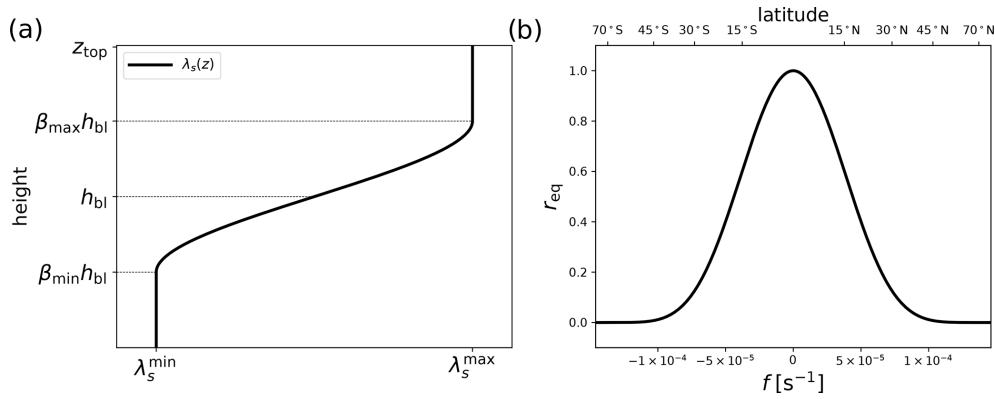 (a)
z_top
λ_s(z)
β_max h_bl
h_bl
β_min h_bl
height
λ_s^min
λ_s^max
(b)
latitude
70°S 45°S 30°S 15°S 15°N 30°N 45°N 70°N
1.0
0.8
0.6
0.4
0.2
0.0
r_eq
−1×10⁻⁴ −5×10⁻⁵ 0 5×10⁻⁵ 1×10⁻⁴
f [s⁻¹]